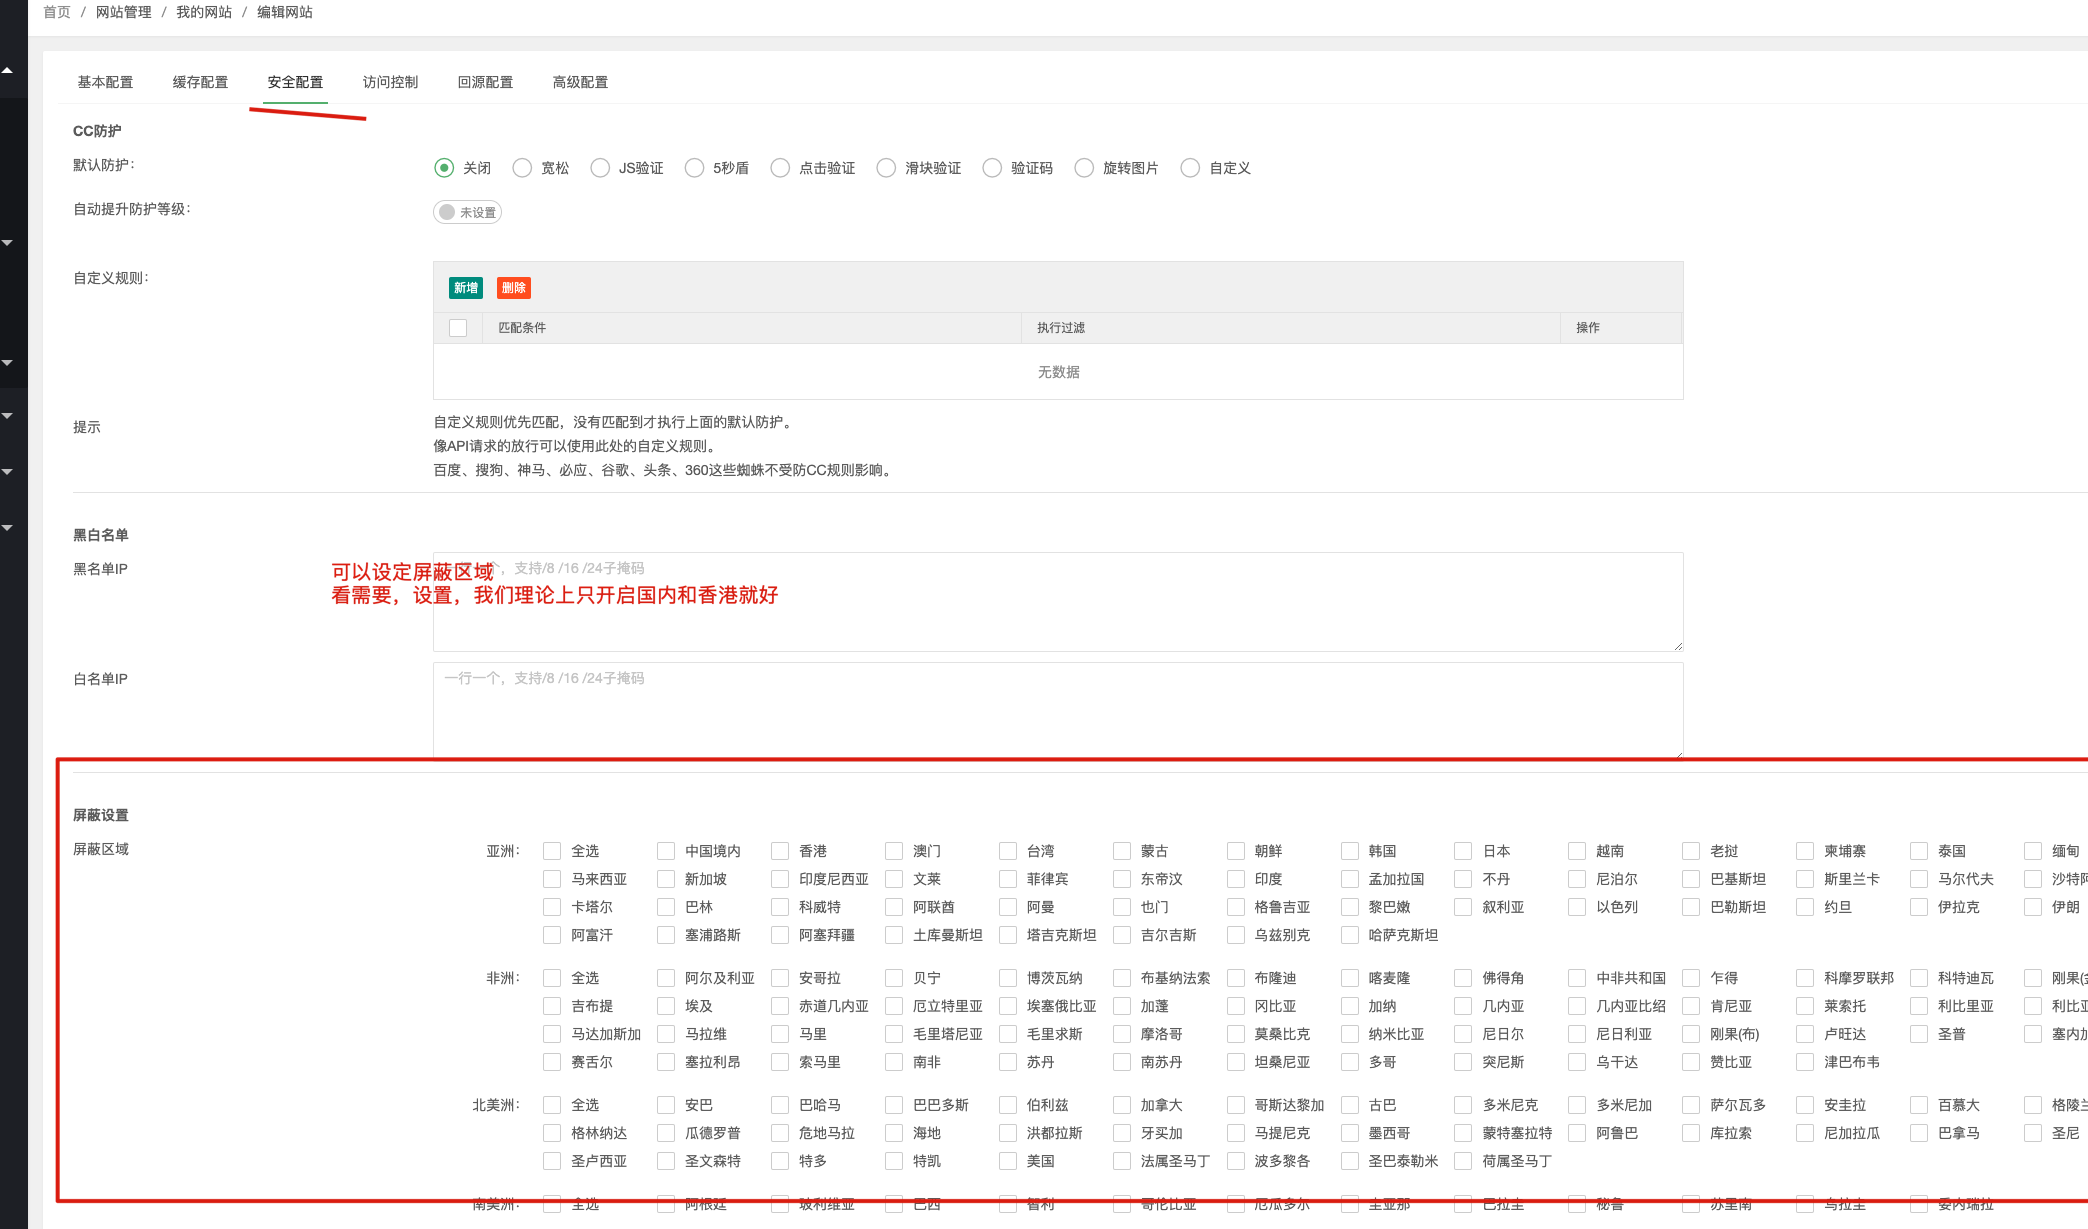 首页 / 网站管理 / 我的网站 / 编辑网站
基本配置 缓存配置 安全配置 访问控制 回源配置 高级配置
CC防护
默认防护: 关闭 宽松 JS验证 5秒盾 点击验证 滑块验证 验证码 旋转图片 自定义
自动提升防护等级: 未设置
自定义规则:
新增 删除
匹配条件 执行过滤 操作
无数据
提示
自定义规则优先匹配，没有匹配到才执行上面的默认防护。
像API请求的放行可以使用此处的自定义规则。
百度、搜狗、神马、必应、谷歌、头条、360这些蜘蛛不受防CC规则影响。
黑白名单
黑名单IP
个，支持/8 /16 /24子掩码
可以设定屏蔽区域
看需要，设置，我们理论上只开启国内和香港就好
白名单IP
一行一个，支持/8 /16 /24子掩码
屏蔽设置
屏蔽区域
亚洲: 全选 中国境内 香港 澳门 台湾 蒙古 朝鲜 韩国 日本 越南 老挝 柬埔寨 泰国 缅甸
马来西亚 新加坡 印度尼西亚 文莱 菲律宾 东帝汶 印度 孟加拉国 不丹 尼泊尔 巴基斯坦 斯里兰卡 马尔代夫 沙特
卡塔尔 巴林 科威特 阿联酋 阿曼 也门 格鲁吉亚 黎巴嫩 叙利亚 以色列 巴勒斯坦 约旦 伊拉克 伊朗
阿富汗 塞浦路斯 阿塞拜疆 土库曼斯坦 塔吉克斯坦 吉尔吉斯 乌兹别克 哈萨克斯坦
非洲: 全选 阿尔及利亚 安哥拉 贝宁 博茨瓦纳 布基纳法索 布隆迪 喀麦隆 佛得角 中非共和国 乍得 科摩罗联邦 科特迪瓦 刚果(
吉布提 埃及 赤道几内亚 厄立特里亚 埃塞俄比亚 加蓬 冈比亚 加纳 几内亚 几内亚比绍 肯尼亚 莱索托 利比里亚 利比
马达加斯加 马拉维 马里 毛里塔尼亚 毛里求斯 摩洛哥 莫桑比克 纳米比亚 尼日尔 尼日利亚 刚果(布) 卢旺达 圣普 塞内
赛舌尔 塞拉利昂 索马里 南非 苏丹 南苏丹 坦桑尼亚 多哥 突尼斯 乌干达 赞比亚 津巴布韦
北美洲: 全选 安巴 巴哈马 巴巴多斯 伯利兹 加拿大 哥斯达黎加 古巴 多米尼克 多米尼加 萨尔瓦多 安圭拉 百慕大 格陵
格林纳达 瓜德罗普 危地马拉 海地 洪都拉斯 牙买加 马提尼克 墨西哥 蒙特塞拉特 阿鲁巴 库拉索 尼加拉瓜 巴拿马 圣尼
圣卢西亚 圣文森特 特多 特凯 美国 法属圣马丁 波多黎各 圣巴泰勒米 荷属圣马丁
南美洲: 全选 阿根廷 玻利维亚 巴西 智利 哥伦比亚 厄瓜多尔 圭亚那 巴拉圭 秘鲁 苏里南 乌拉圭 委内瑞拉